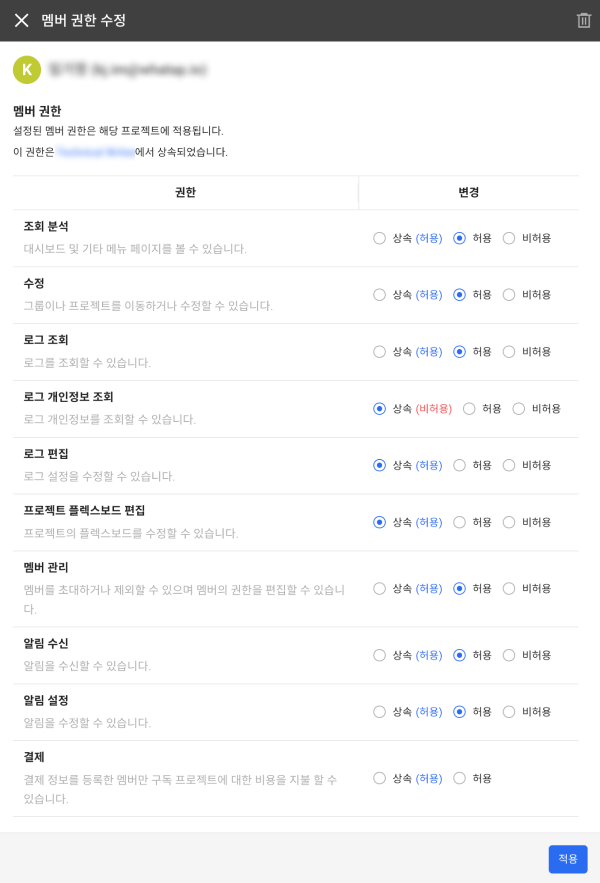 멤버 권한 수정
K
멤버 권한
설정된 멤버 권한은 해당 프로젝트에 적용됩니다.
이 권한은 에서 상속되었습니다.
권한 변경
조회 분석
대시보드 및 기타 메뉴 페이지를 볼 수 있습니다.
상속 (허용) 허용 비허용
수정
그룹이나 프로젝트를 이동하거나 수정할 수 있습니다.
상속 (허용) 허용 비허용
로그 조회
로그를 조회할 수 있습니다.
상속 (허용) 허용 비허용
로그 개인정보 조회
로그 개인정보를 조회할 수 있습니다.
상속 (비허용) 허용 비허용
로그 편집
로그 설정을 수정할 수 있습니다.
상속 (허용) 허용 비허용
프로젝트 플렉스보드 편집
프로젝트의 플렉스보드를 수정할 수 있습니다.
상속 (허용) 허용 비허용
멤버 관리
멤버를 초대하거나 제외할 수 있으며 멤버의 권한을 편집할 수 있습니
다.
상속 (허용) 허용 비허용
알림 수신
알림을 수신할 수 있습니다.
상속 (허용) 허용 비허용
알림 설정
알림을 수정할 수 있습니다.
상속 (허용) 허용 비허용
결제
결제 정보를 등록한 멤버만 구독 프로젝트에 대한 비용을 지불 할 수
있습니다.
상속 (허용) 허용
적용